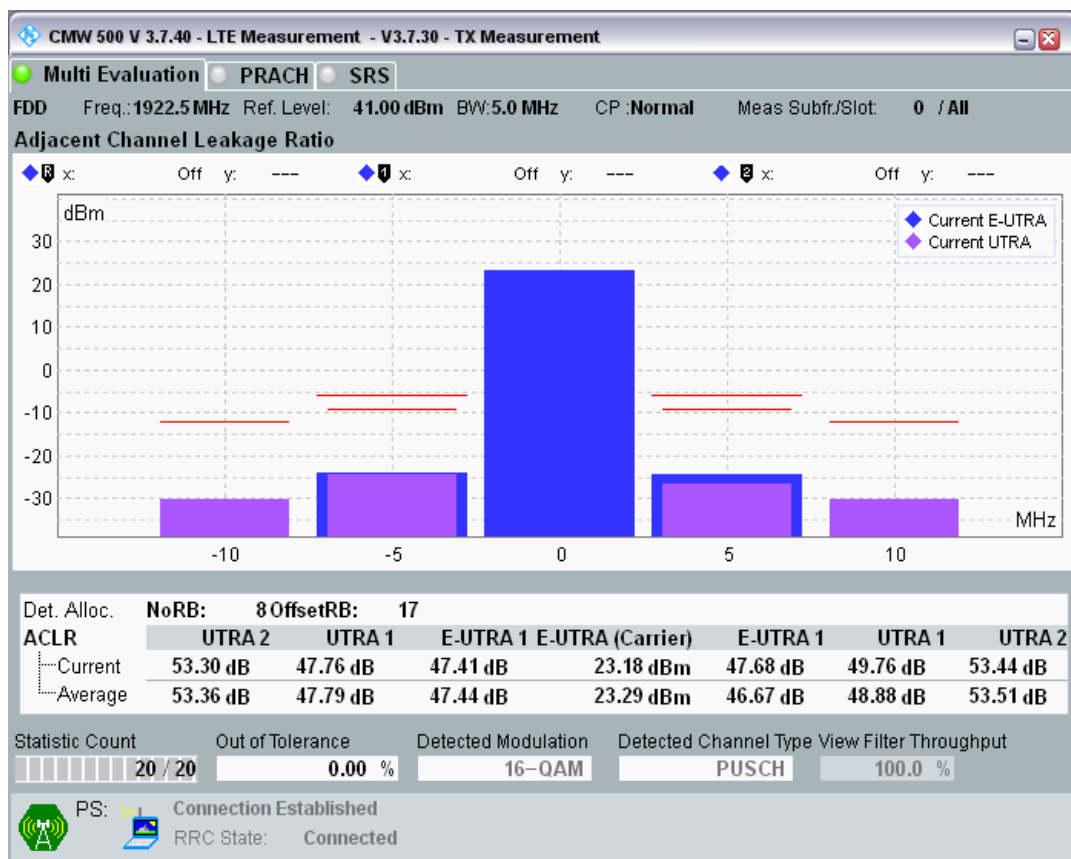 CMW 500 V 3.7.40 - LTE Measurement - V3.7.30 - TX Measurement
Multi Evaluation PRACH SRS
FDD Freq.: 1922.5 MHz Ref. Level: 41.00 dBm BW: 5.0 MHz CP : Normal Meas Subfr./Slot: 0 / All
Adjacent Channel Leakage Ratio
R x: Off y: --- 1 x: Off y: --- 2 x: Off y: ---
dBm
Current E-UTRA
Current UTRA
30
20
10
0
-10
-20
-30
MHz
-10 -5 0 5 10
Det. Alloc. NoRB: 8 OffsetRB: 17
ACLR UTRA 2 UTRA 1 E-UTRA 1 E-UTRA (Carrier) E-UTRA 1 UTRA 1 UTRA 2
Current 53.30 dB 47.76 dB 47.41 dB 23.18 dBm 47.68 dB 49.76 dB 53.44 dB
Average 53.36 dB 47.79 dB 47.44 dB 23.29 dBm 46.67 dB 48.88 dB 53.51 dB
Statistic Count Out of Tolerance Detected Modulation Detected Channel Type View Filter Throughput
20 / 20 0.00 % 16-QAM PUSCH 100.0 %
PS: Connection Established
RRC State: Connected